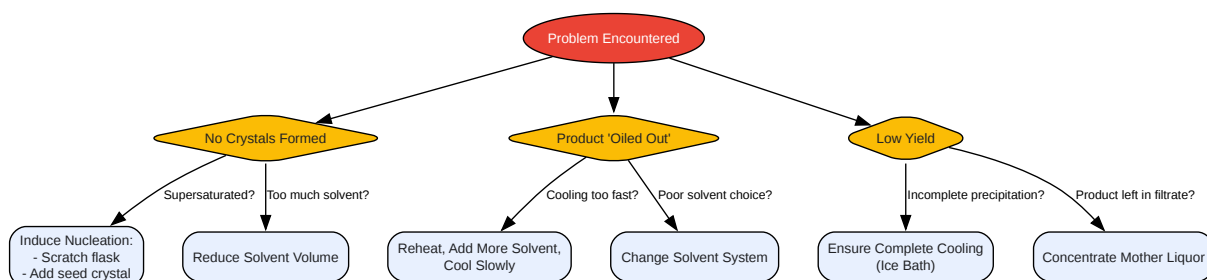 Problem Encountered
No Crystals Formed
Product 'Oiled Out'
Low Yield
Supersaturated?
Too much solvent?
Cooling too fast?
Poor solvent choice?
Incomplete precipitation?
Product left in filtrate?
Induce Nucleation:
- Scratch flask
- Add seed crystal
Reduce Solvent Volume
Reheat, Add More Solvent,
Cool Slowly
Change Solvent System
Ensure Complete Cooling
(Ice Bath)
Concentrate Mother Liquor